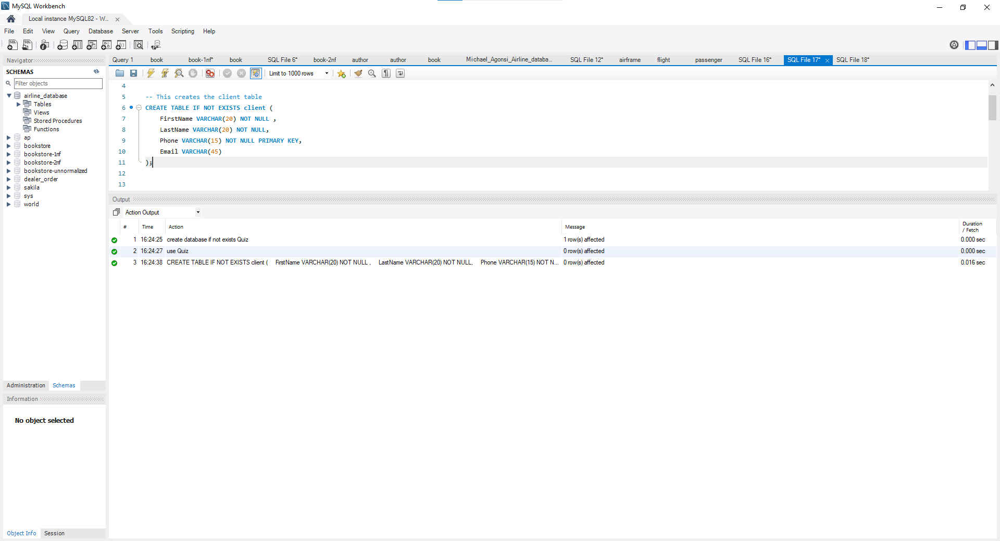 MySQL Workbench
Local instance MySQL82 - W...
File Edit View Query Database Server Tools Scripting Help
Navigator
SCHEMAS
Filter objects
airline_database
Tables
Views
Stored Procedures
Functions
ap
bookstore
bookstore-1nf
bookstore-2nf
bookstore-unnormalized
dealer_order
sakila
sys
world
Administration Schemas
Information
No object selected
Object Info Session
Query 1 book book-1nf* book SQL File 6* book-2nf author author book Michael_Agonsi_Airline_databa... SQL File 12* airframe flight passenger SQL File 16* SQL File 17* SQL File 18*
Limit to 1000 rows
4
5 -- This creates the client table
6 CREATE TABLE IF NOT EXISTS client (
7 FirstName VARCHAR(20) NOT NULL ,
8 LastName VARCHAR(20) NOT NULL,
9 Phone VARCHAR(15) NOT NULL PRIMARY KEY,
10 Email VARCHAR(45)
11 );
12
13
Output
Action Output
# Time Action Message Duration / Fetch
1 16:24:25 create database if not exists Quiz 1 row(s) affected 0.000 sec
2 16:24:27 use Quiz 0 row(s) affected 0.000 sec
3 16:24:38 CREATE TABLE IF NOT EXISTS client ( FirstName VARCHAR(20) NOT NULL , LastName VARCHAR(20) NOT NULL, Phone VARCHAR(15) NOT N... 0 row(s) affected 0.016 sec